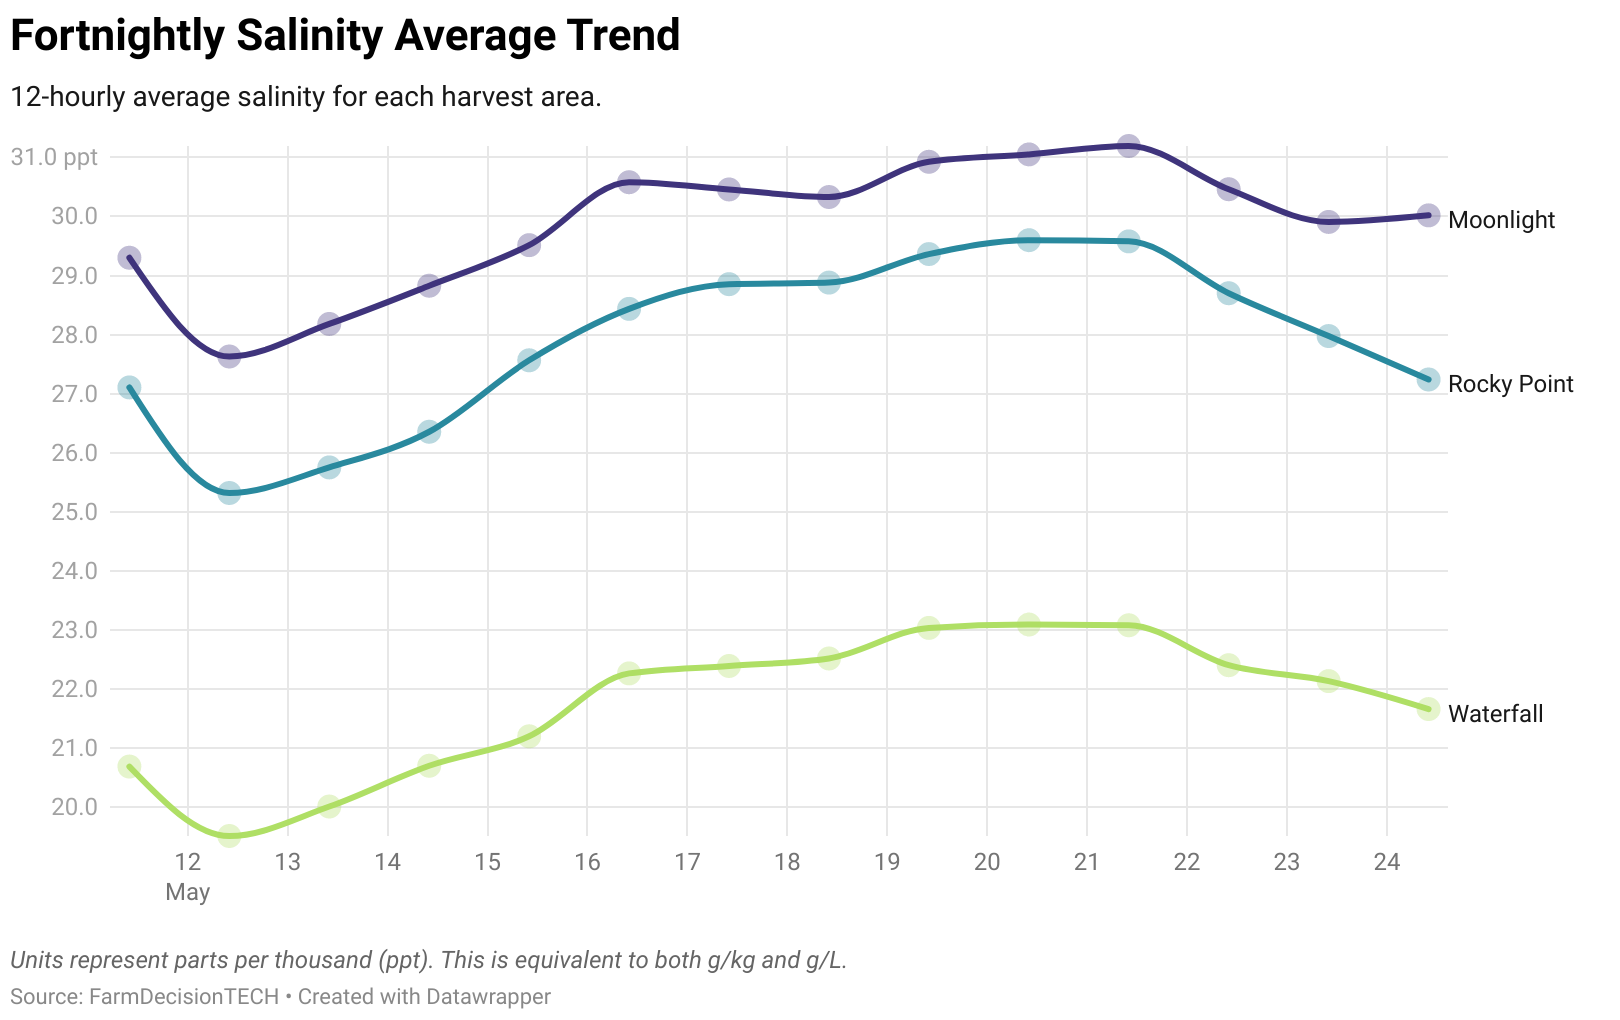 Fortnightly Salinity Average Trend
12-hourly average salinity for each harvest area.
31.0 ppt
30.0
29.0
28.0
27.0
26.0
25.0
24.0
23.0
22.0
21.0
20.0
Moonlight
Rocky Point
Waterfall
12 13 14 15 16 17 18 19 20 21 22 23 24
May
Units represent parts per thousand (ppt). This is equivalent to both g/kg and g/L.
Source: FarmDecisionTECH • Created with Datawrapper